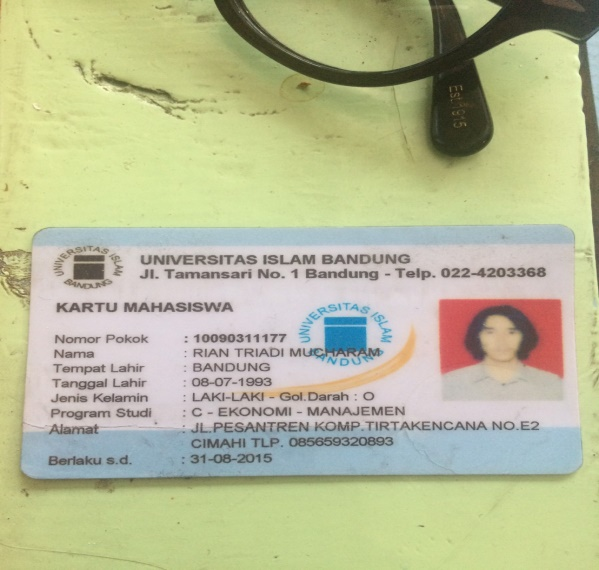 Est. 1915
UNIVERSITAS ISLAM BANDUNG
UNIVERSITAS ISLAM BANDUNG
Jl. Tamansari No. 1 Bandung - Telp. 022-4203368
KARTU MAHASISWA
UNIVERSITAS ISLAM BANDUNG
Nomor Pokok : 10090311177
Nama : RIAN TRIADI MUCHARAM
Tempat Lahir : BANDUNG
Tanggal Lahir : 08-07-1993
Jenis Kelamin : LAKI-LAKI - Gol.Darah : O
Program Studi : C - EKONOMI - MANAJEMEN
Alamat : JL.PESANTREN KOMP.TIRTAKENCANA NO.E2
CIMAHI TLP. 085659320893
Berlaku s.d. : 31-08-2015